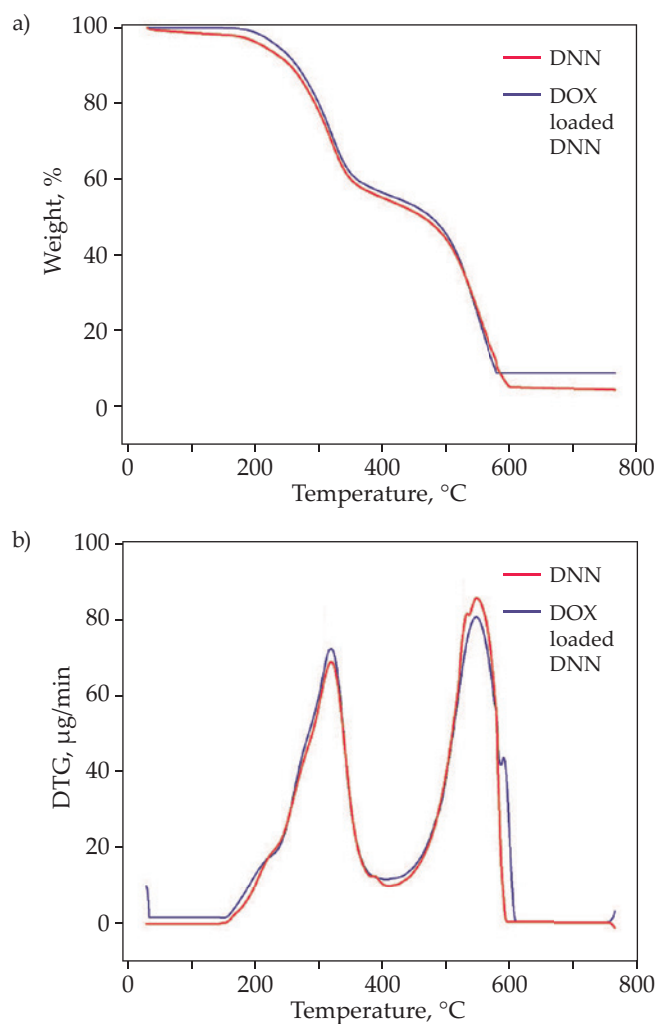 a)
100
80
60
40
20
0
Weight, %
DNN
DOX
loaded
DNN
0 200 400 600 800
Temperature, °C
b)
100
80
60
40
20
0
DTG, µg/min
DNN
DOX
loaded
DNN
0 200 400 600 800
Temperature, °C